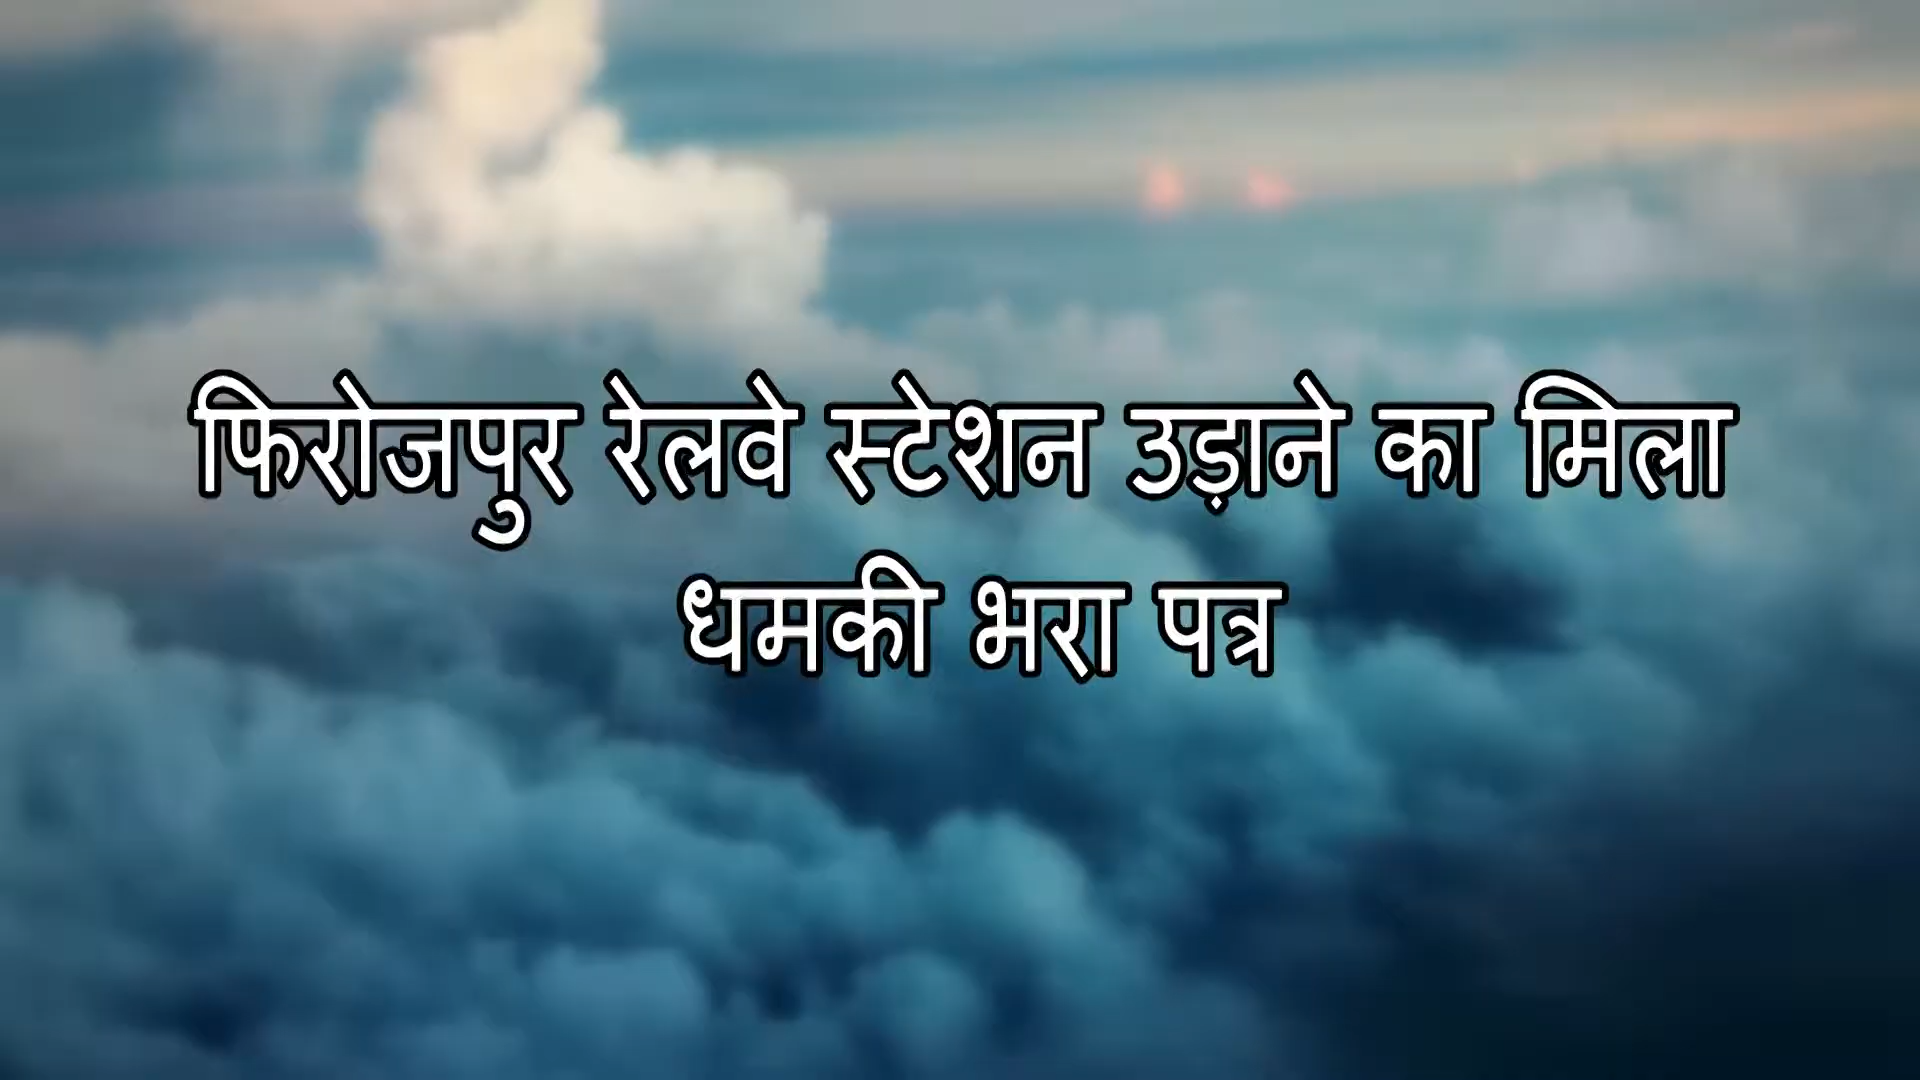 फिरोजपुर रेलवे स्टेशन उड़ाने का मिला
धमकी भरा पत्र